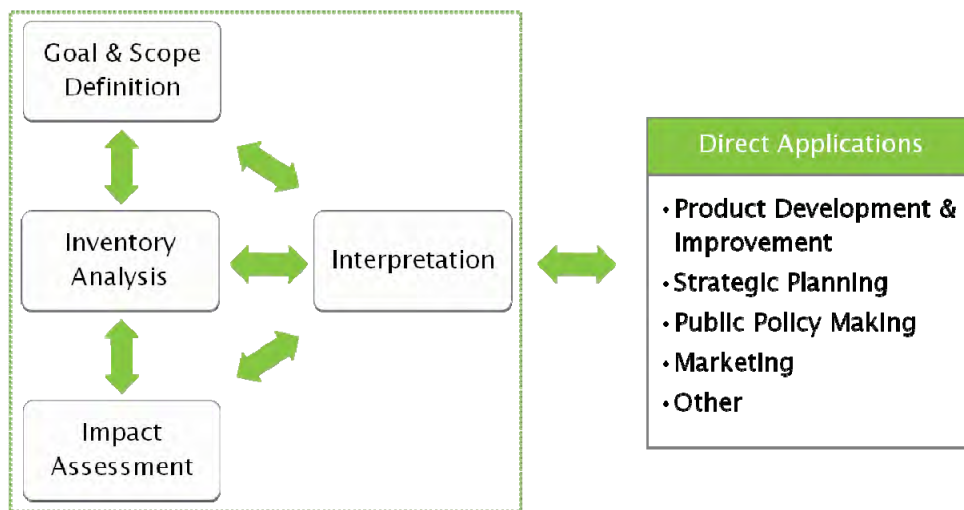 Goal & Scope
Definition
Inventory
Analysis
Interpretation
Impact
Assessment
Direct Applications
• Product Development &
Improvement
• Strategic Planning
• Public Policy Making
• Marketing
• Other